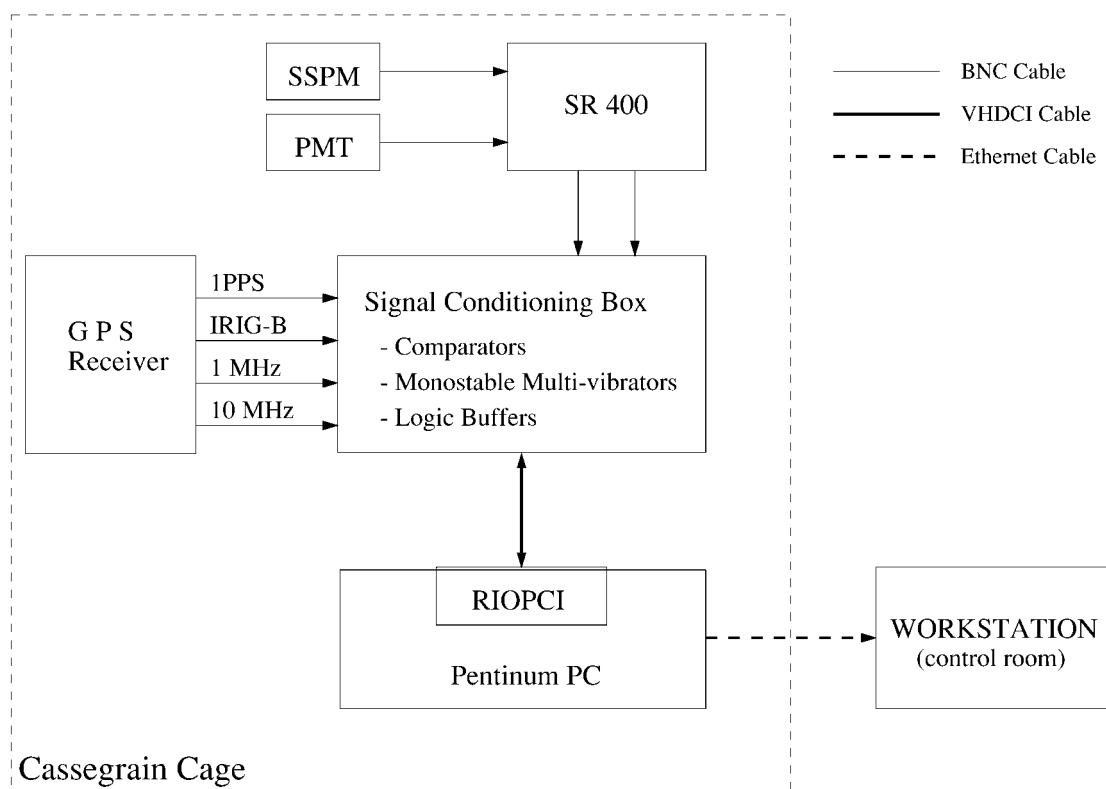 SSPM
PMT
SR 400
BNC Cable
VHDCI Cable
Ethernet Cable
G P S
Receiver
1PPS
IRIG-B
1 MHz
10 MHz
Signal Conditioning Box
- Comparators
- Monostable Multi-vibrators
- Logic Buffers
RIOPCI
Pentinum PC
WORKSTATION
(control room)
Cassegrain Cage